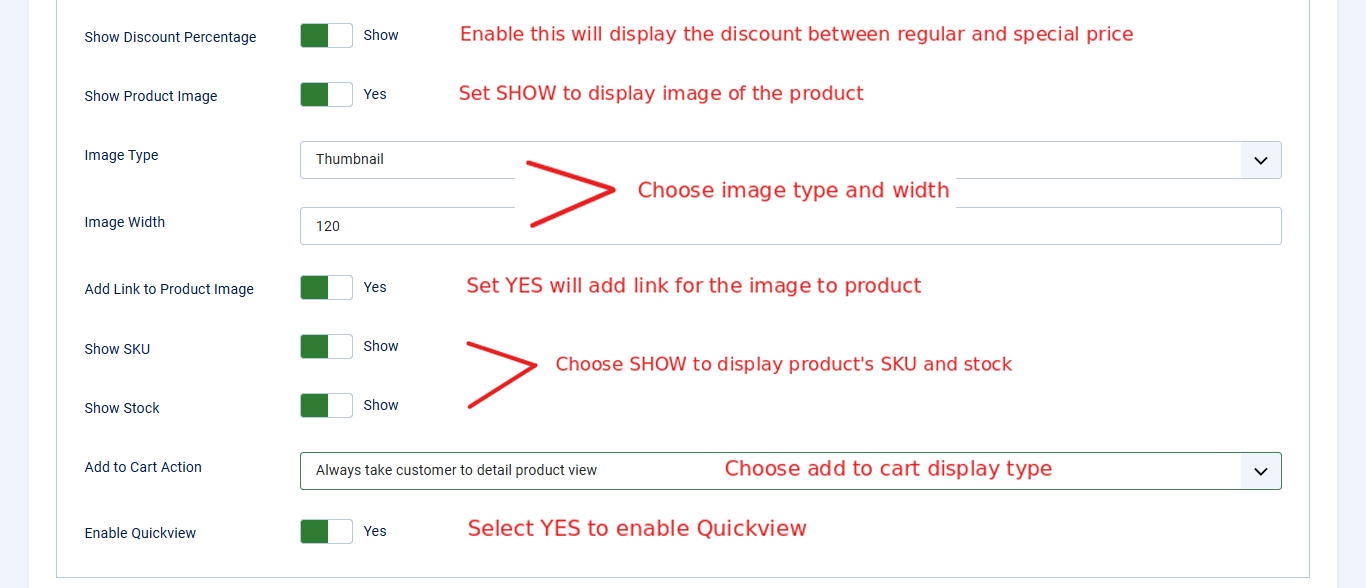 Show Discount Percentage Show Enable this will display the discount between regular and special price
Show Product Image Yes Set SHOW to display image of the product
Image Type Thumbnail
Choose image type and width
Image Width 120
Add Link to Product Image Yes Set YES will add link for the image to product
Show SKU Show
Choose SHOW to display product's SKU and stock
Show Stock Show
Add to Cart Action Always take customer to detail product view Choose add to cart display type
Enable Quickview Yes Select YES to enable Quickview